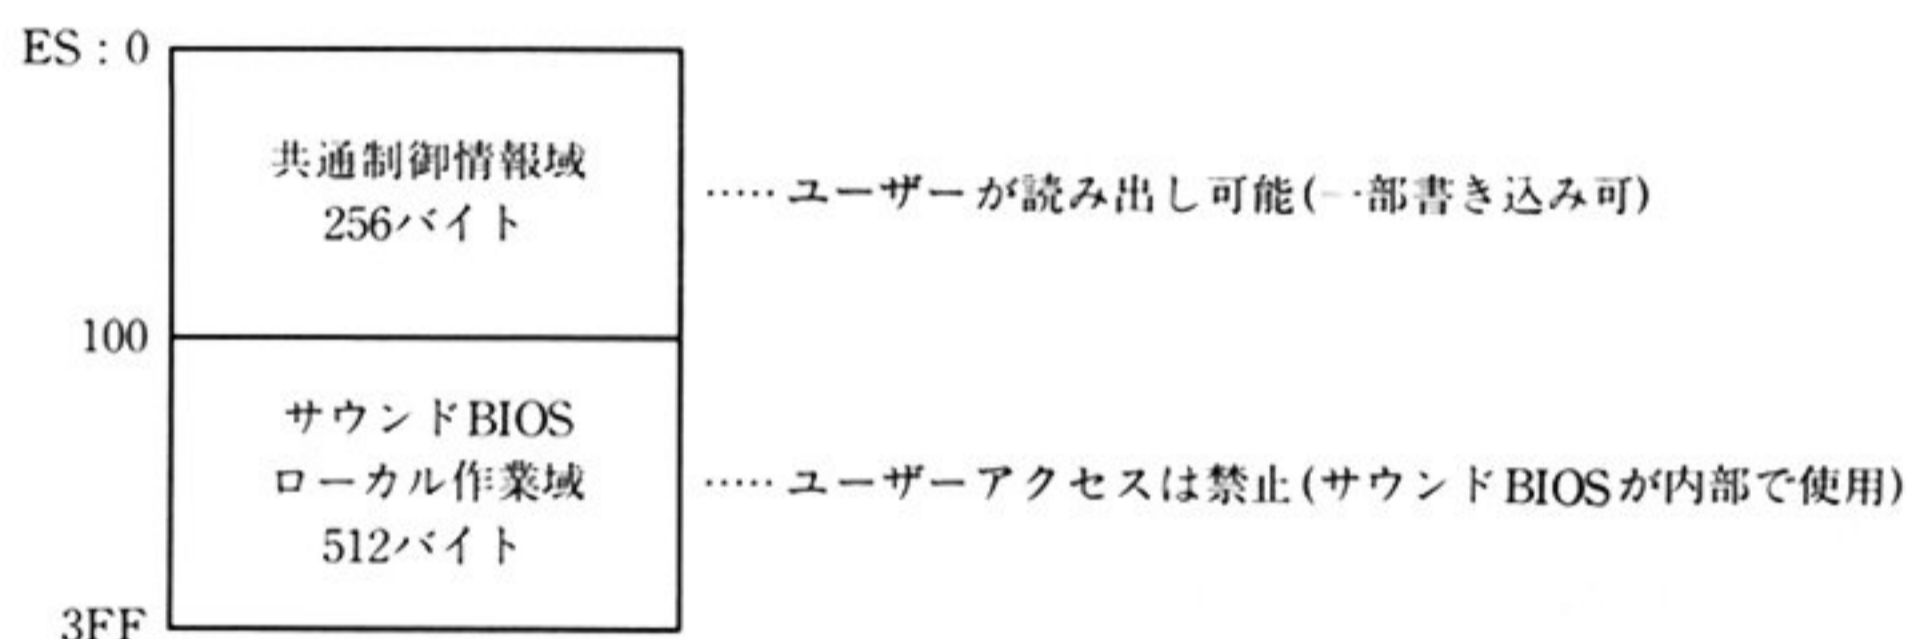 ES : 0
共通制御情報域
256バイト
‥‥‥ユーザーが読み出し可能(一部書き込み可)
100
サウンドBIOS
ローカル作業域
512バイト
‥‥‥ユーザーアクセスは禁止(サウンドBIOSが内部で使用)
3FF